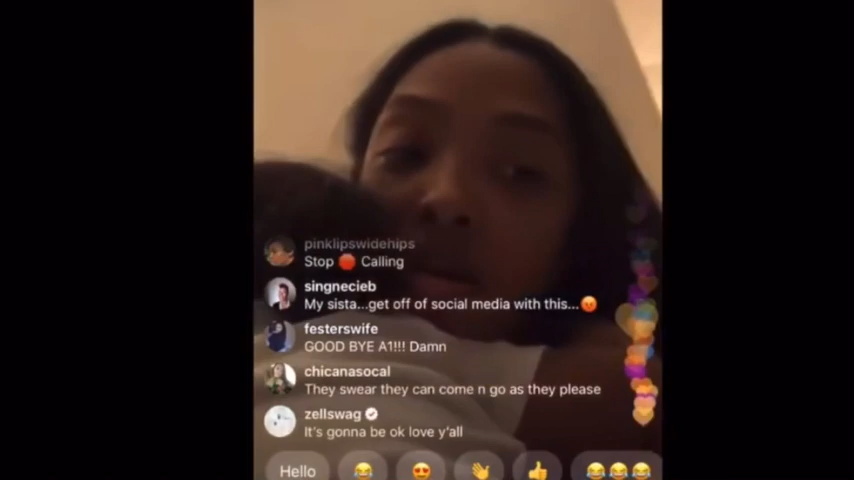 pinklipswidehips
Stop 🛑 Calling
singnecieb
My sista...get off of social media with this...😡
festerswife
GOOD BYE A1!!! Damn
chicanasocal
They swear they can come n go as they please
zellswag
It's gonna be ok love y'all
Hello 😂 😍 👋 👍 😂😂😂